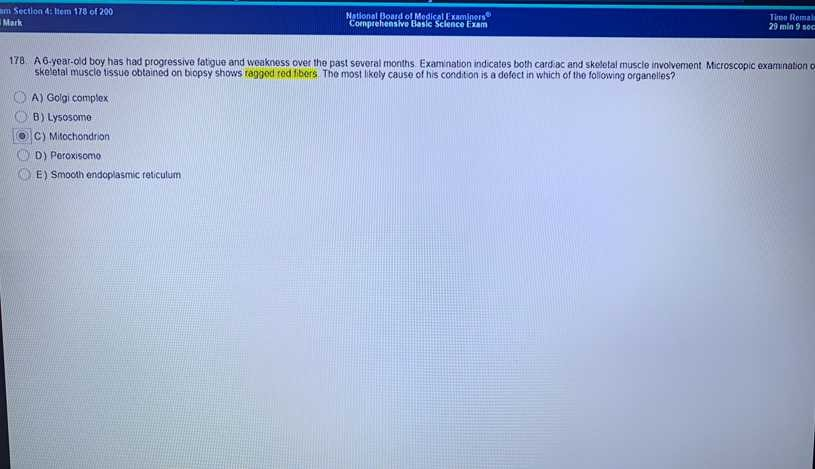 am Section 4: Item 178 of 200
Mark
National Board of Medical Examiners®
Comprehensive Basic Science Exam
Time Remai
29 min 9 sec
178. A 6-year-old boy has had progressive fatigue and weakness over the past several months. Examination indicates both cardiac and skeletal muscle involvement. Microscopic examination o
skeletal muscle tissue obtained on biopsy shows ragged red fibers. The most likely cause of his condition is a defect in which of the following organelles?
A) Golgi complex
B) Lysosome
C) Mitochondrion
D) Peroxisome
E) Smooth endoplasmic reticulum